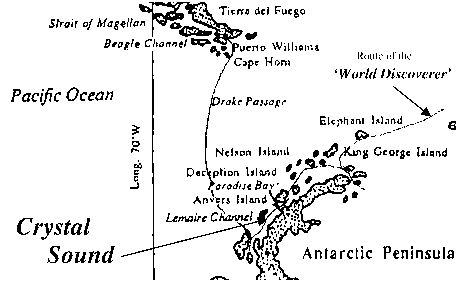 Tierra del Fuego
Strait of Magellan
Beagle Channel
Puerto Williams
Cape Horn
Route of the
'World Discoverer'
Pacific Ocean
Drake Passage
Elephant Island
Long. 70°W
Nelson Island
King George Island
Deception Island
Paradise Bay
Anvers Island
Lemaire Channel
Crystal
Sound
Antarctic Peninsula